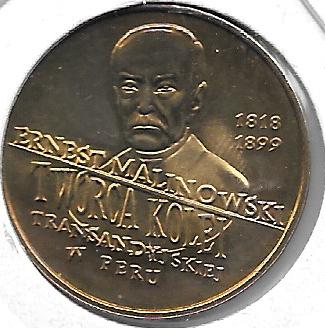 1818
1899
ERNEST MALINOWSKI
TWÓRCA KOLEI
TRANSANDYJSKIEJ
W PERU